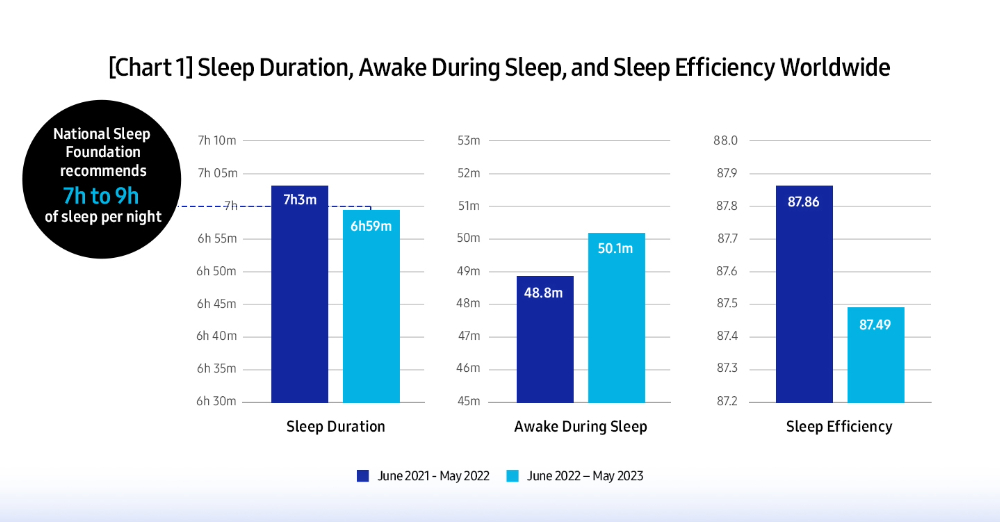 [Chart 1] Sleep Duration, Awake During Sleep, and Sleep Efficiency Worldwide
National Sleep
Foundation
recommends
7h to 9h
of sleep per night
7h 10m
7h 05m
7h
6h 55m
6h 50m
6h 45m
6h 40m
6h 35m
6h 30m
7h3m
6h59m
Sleep Duration
53m
52m
51m
50m
49m
48m
47m
46m
45m
48.8m
50.1m
Awake During Sleep
88.0
87.9
87.8
87.7
87.6
87.5
87.4
87.3
87.2
87.86
87.49
Sleep Efficiency
June 2021 - May 2022
June 2022 – May 2023